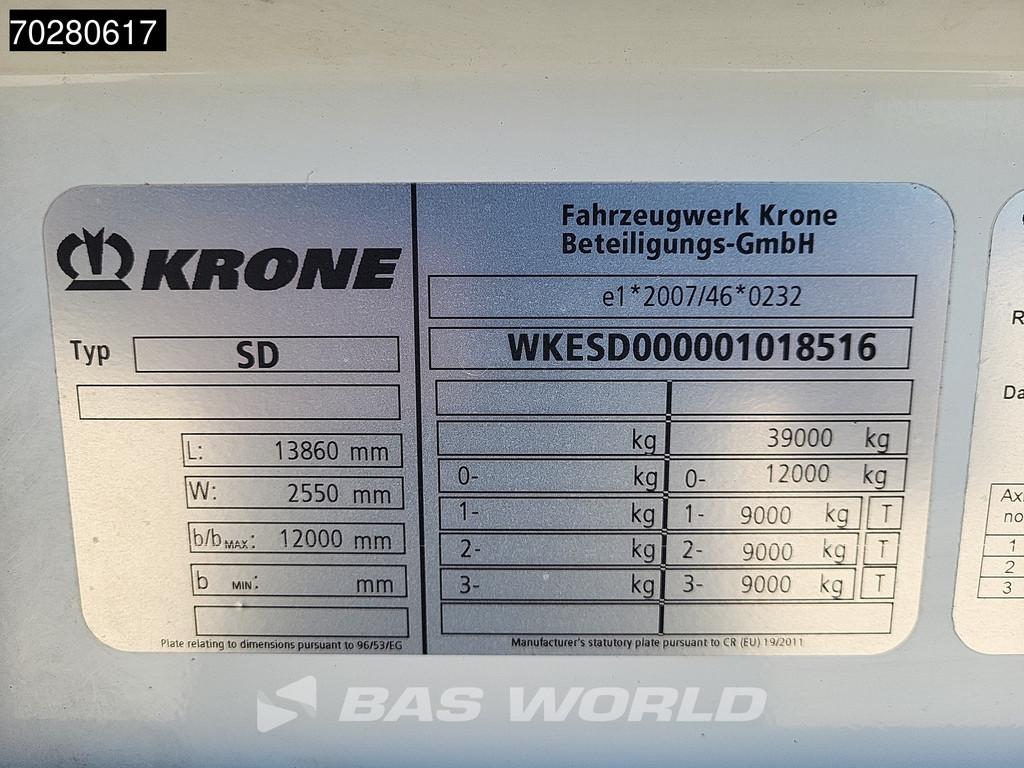 70280617
KRONE
Typ SD
L: 13860 mm
W: 2550 mm
b/b MAX: 12000 mm
b MIN: mm
Plate relating to dimensions pursuant to 96/53/EG
Fahrzeugwerk Krone
Beteiligungs-GmbH
e1*2007/46*0232
WKESD000001018516
kg 39000 kg
0- kg 0- 12000 kg
1- kg 1- 9000 kg T
2- kg 2- 9000 kg T
3- kg 3- 9000 kg T
Manufacturer's statutory plate pursuant to CR (EU) 19/2011
no
1
2
3
BAS WORLD